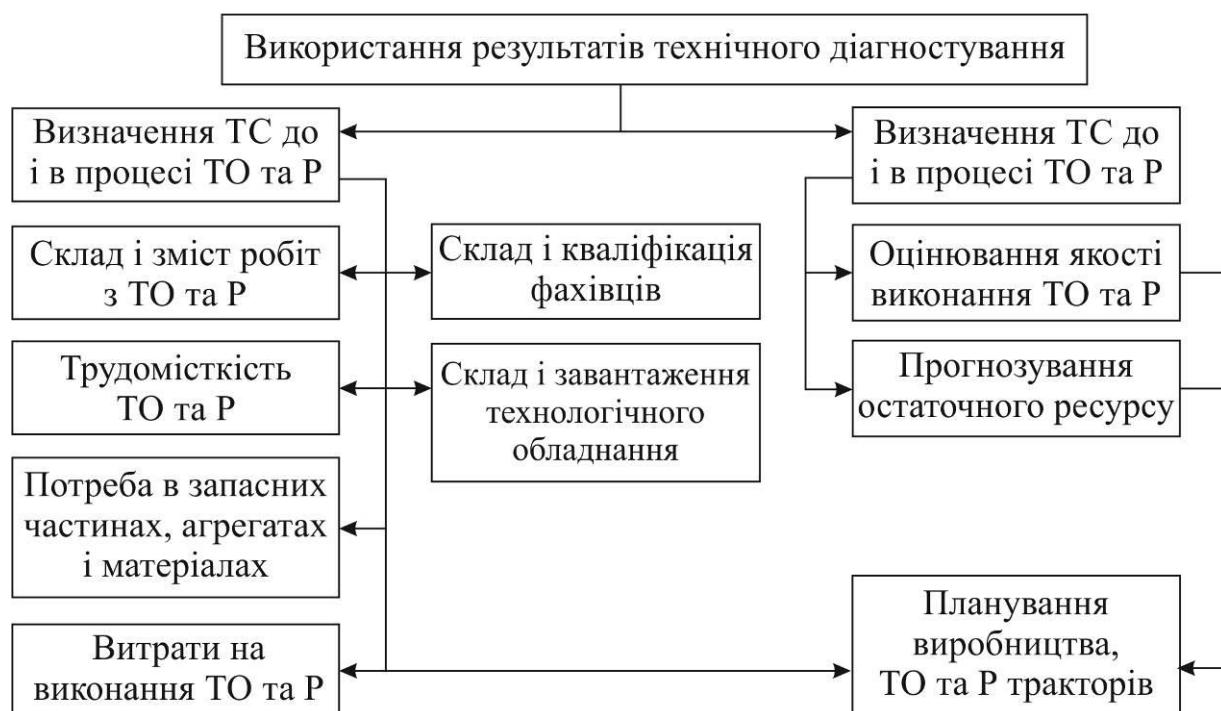 Використання результатів технічного діагностування
Визначення ТС до
і в процесі ТО та Р
Визначення ТС до
і в процесі ТО та Р
Склад і зміст робіт
з ТО та Р
Склад і кваліфікація
фахівців
Оцінювання якості
виконання ТО та Р
Трудомісткість
ТО та Р
Склад і завантаження
технологічного
обладнання
Прогнозування
остаточного ресурсу
Потреба в запасних
частинах, агрегатах
і матеріалах
Витрати на
виконання ТО та Р
Планування
виробництва,
ТО та Р тракторів